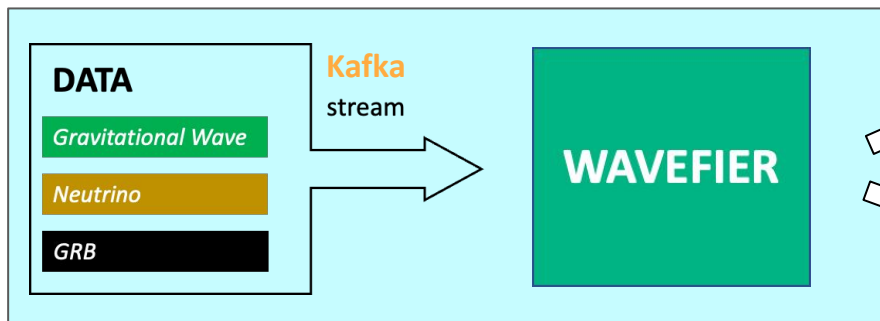 DATA
Gravitational Wave
Neutrino
GRB
Kafka
stream
WAVEFIER